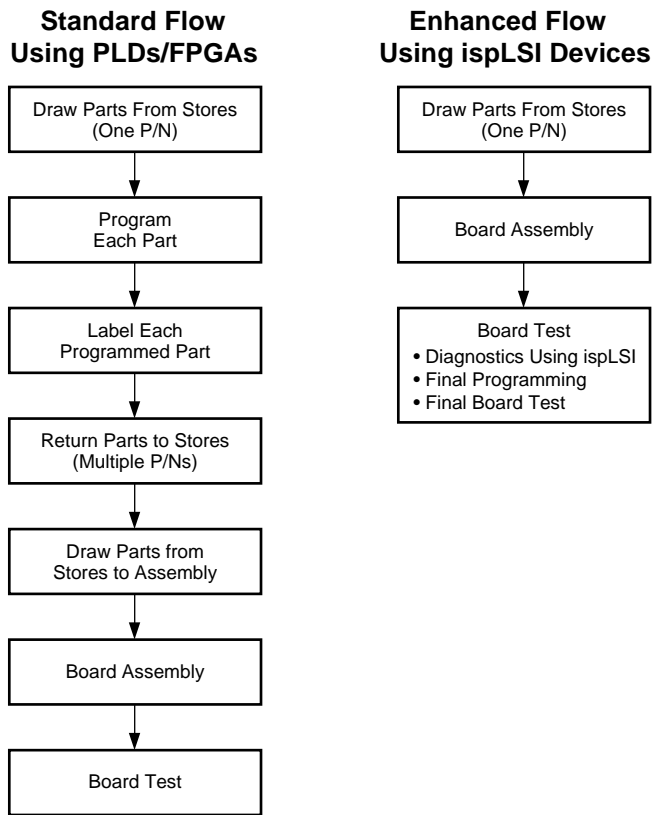 Standard Flow
Using PLDs/FPGAs
Draw Parts From Stores
(One P/N)
Program
Each Part
Label Each
Programmed Part
Return Parts to Stores
(Multiple P/Ns)
Draw Parts from
Stores to Assembly
Board Assembly
Board Test
Enhanced Flow
Using ispLSI Devices
Draw Parts From Stores
(One P/N)
Board Assembly
Board Test
• Diagnostics Using ispLSI
• Final Programming
• Final Board Test